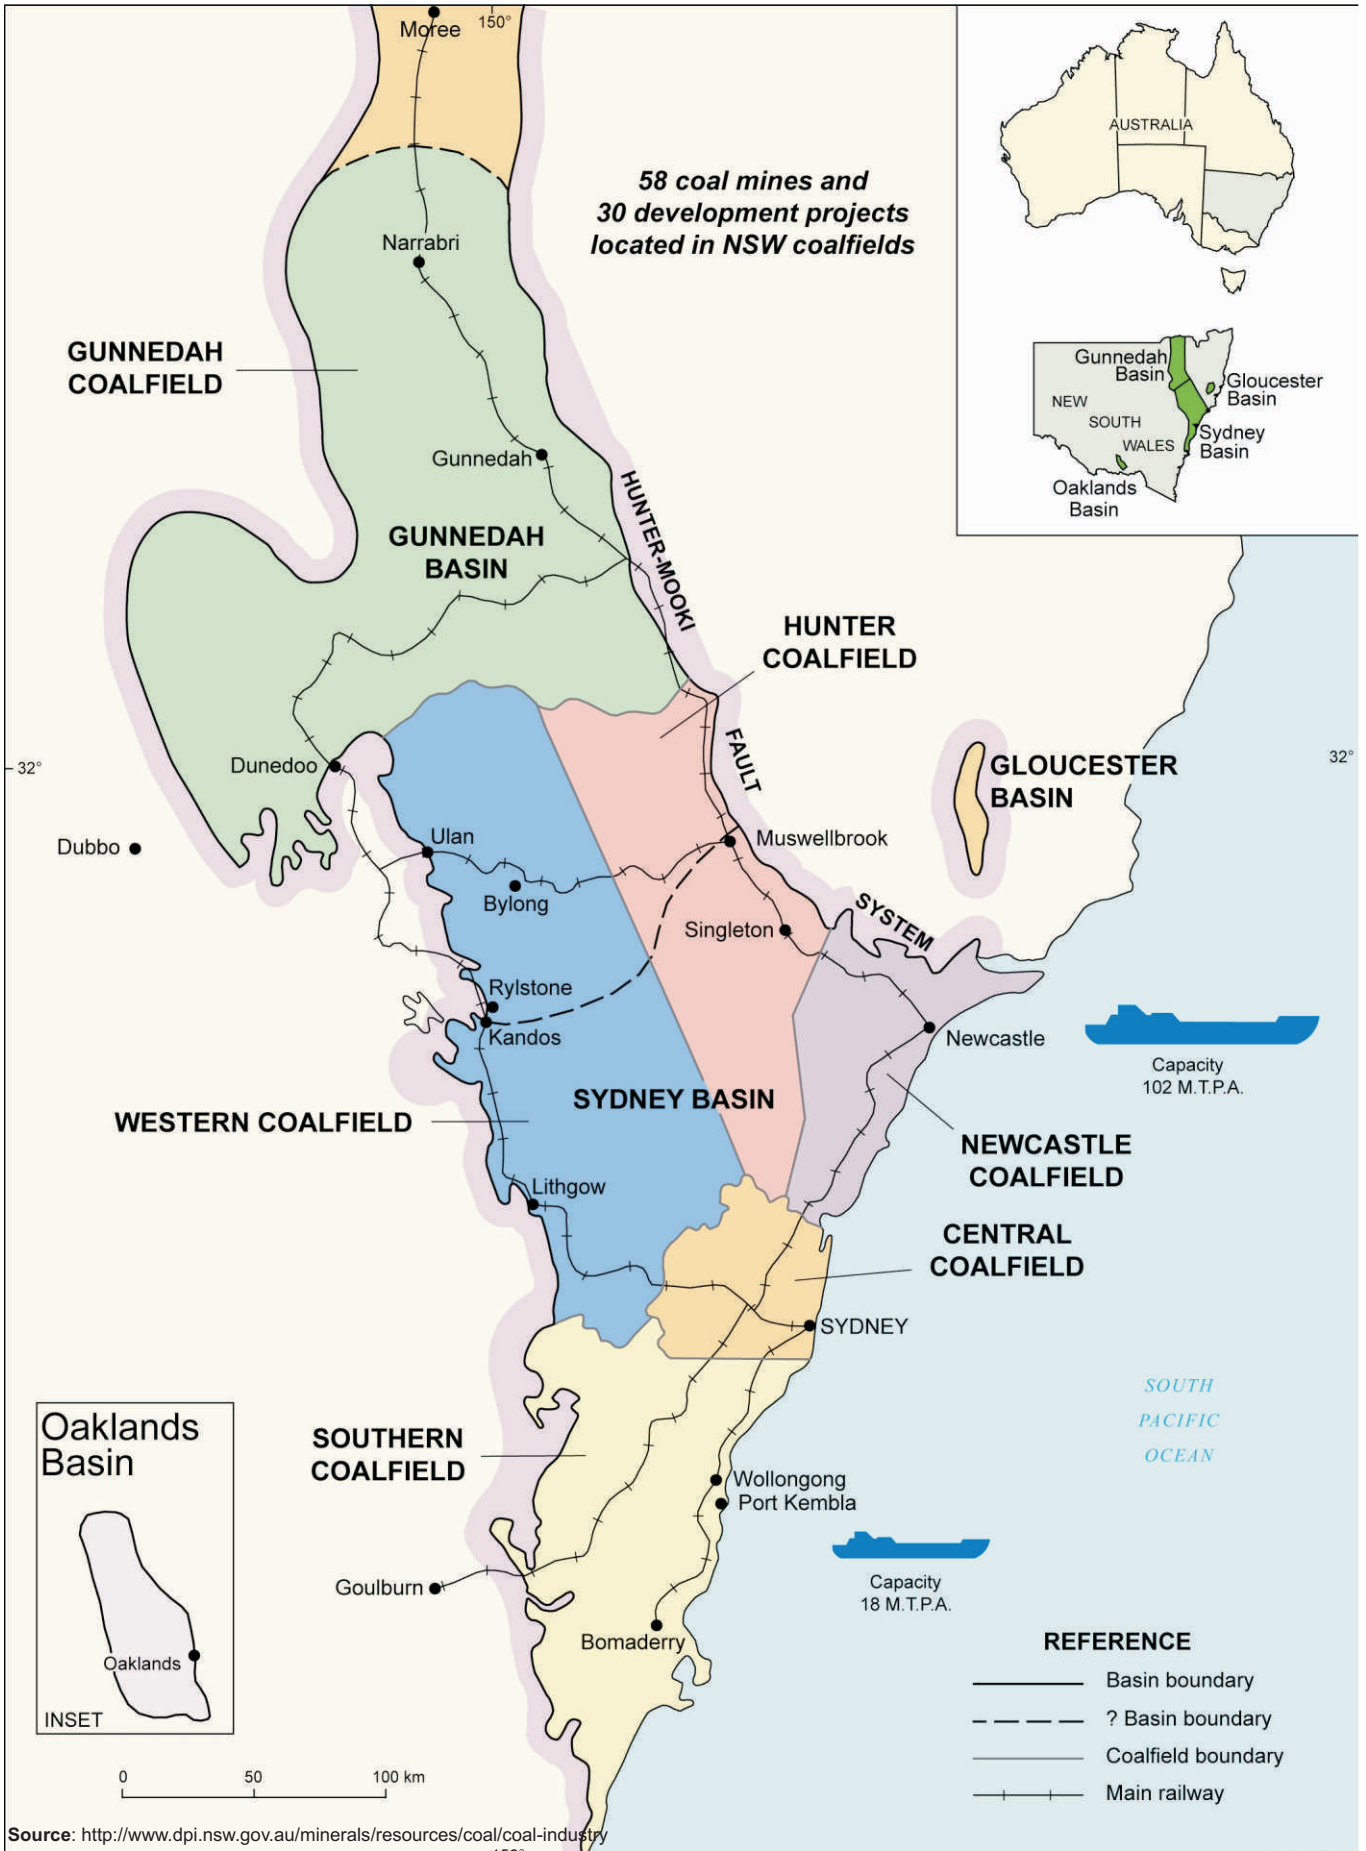 Moree
150°
58 coal mines and
30 development projects
located in NSW coalfields
AUSTRALIA
Narrabri
GUNNEDAH
COALFIELD
Gunnedah
Basin
Gloucester
Basin
NEW
SOUTH
WALES
Sydney
Basin
Oaklands
Basin
Gunnedah
HUNTER-MOOKI
GUNNEDAH
BASIN
HUNTER
COALFIELD
FAULT
Dunedoo
32°
GLOUCESTER
BASIN
32°
Ulan
Muswellbrook
Dubbo
Bylong
SYSTEM
Singleton
Rylstone
Kandos
Newcastle
Capacity
102 M.T.P.A.
SYDNEY BASIN
WESTERN COALFIELD
NEWCASTLE
COALFIELD
Lithgow
CENTRAL
COALFIELD
SYDNEY
SOUTH
PACIFIC
OCEAN
Oaklands
Basin
SOUTHERN
COALFIELD
Wollongong
Port Kembla
Capacity
18 M.T.P.A.
Goulburn
Bomaderry
Oaklands
INSET
REFERENCE
Basin boundary
? Basin boundary
Coalfield boundary
Main railway
0 50 100 km
Source: http://www.dpi.nsw.gov.au/minerals/resources/coal/coal-industry